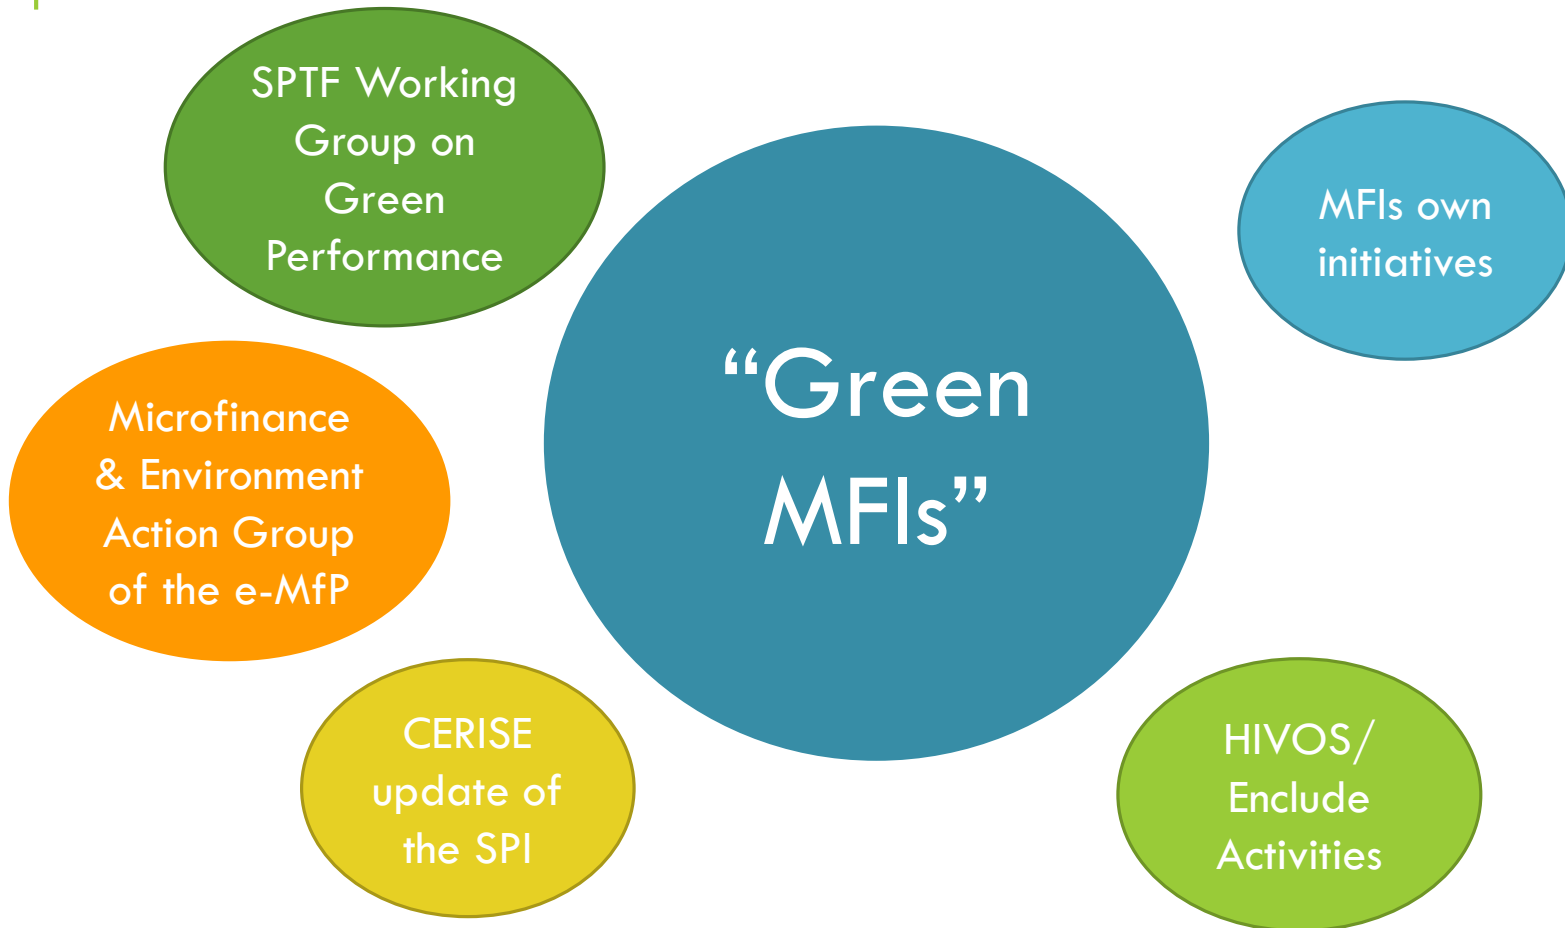 SPTF Working
Group on
Green
Performance
MFIs own
initiatives
“Green
MFIs”
Microfinance
& Environment
Action Group
of the e-MfP
CERISE
update of
the SPI
HIVOS/
Enclude
Activities